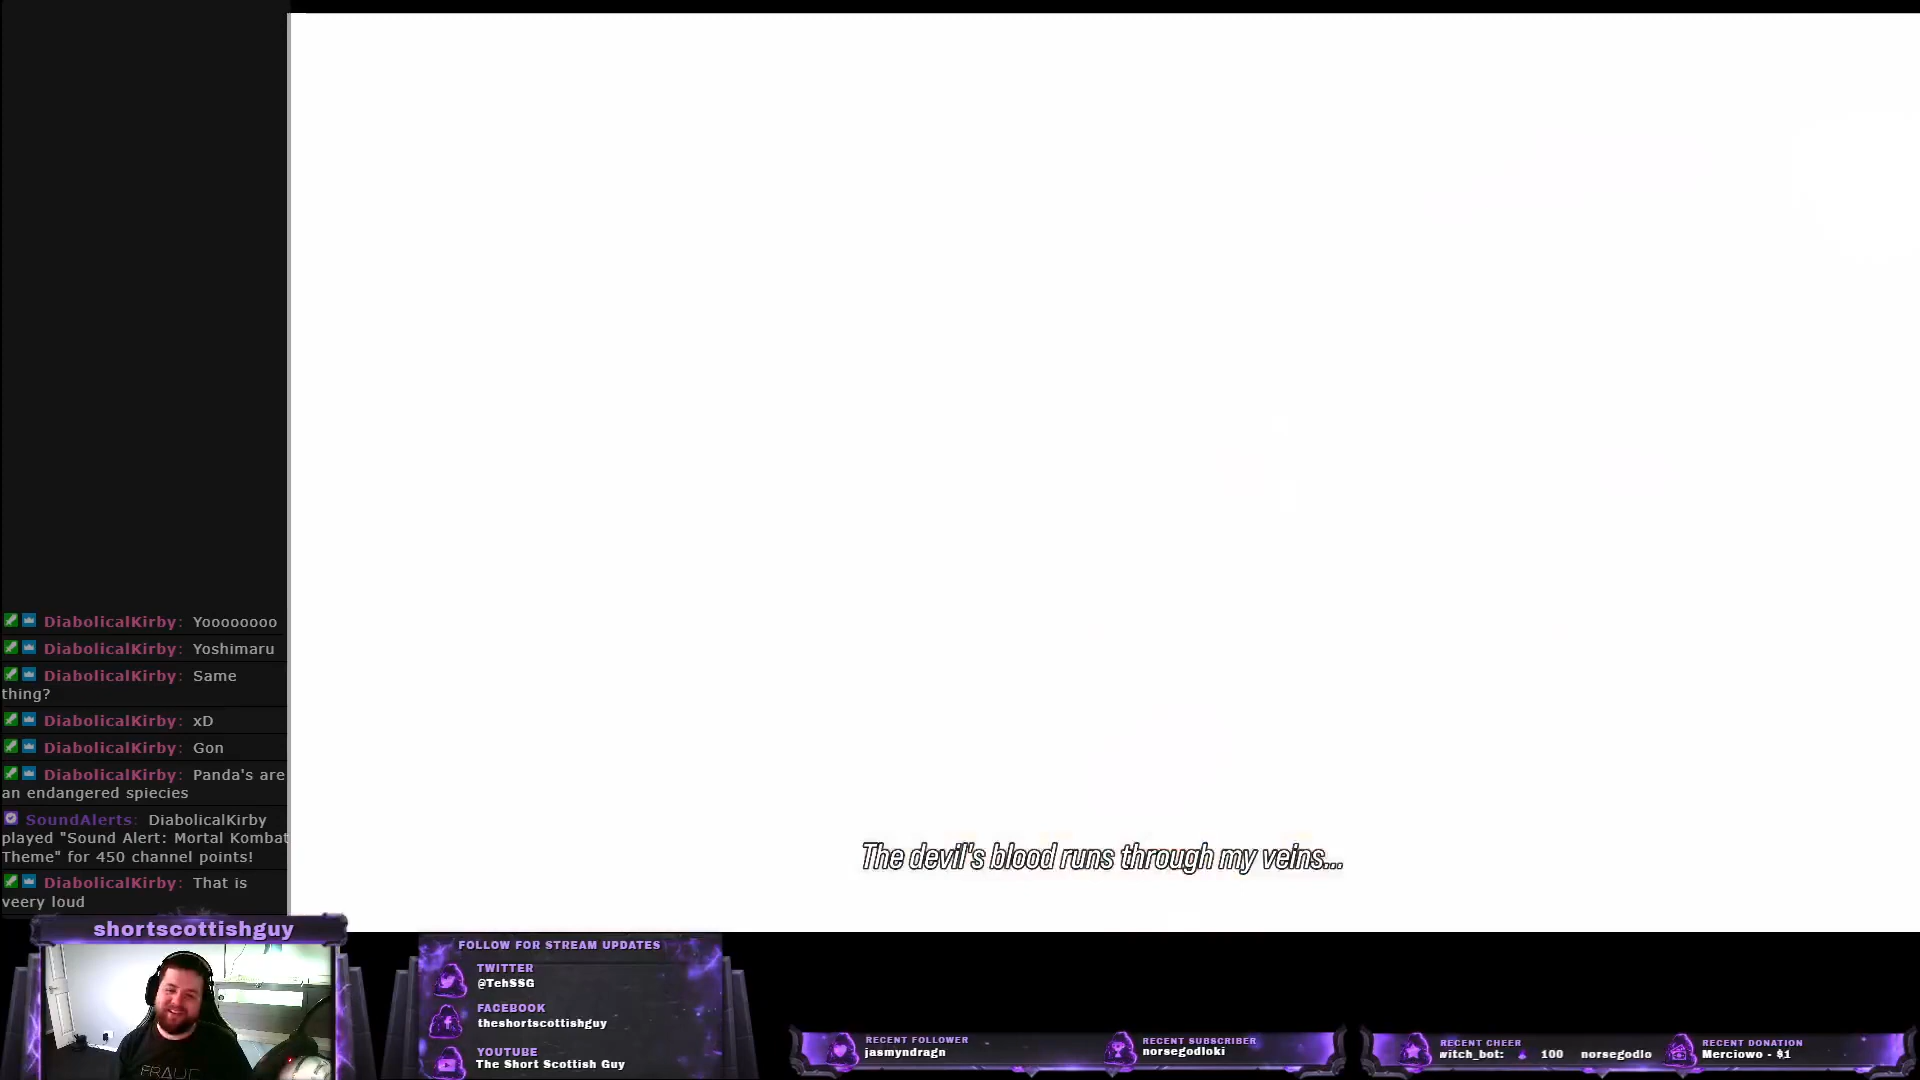 DiabolicalKirby: Yoooooooo
DiabolicalKirby: Yoshimaru
DiabolicalKirby: Same
thing?
DiabolicalKirby: xD
DiabolicalKirby: Gon
DiabolicalKirby: Panda's are
an endangered spiecies
SoundAlerts: DiabolicalKirby
played "Sound Alert: Mortal Kombat
Theme" for 450 channel points!
DiabolicalKirby: That is
veery loud
The devil's blood runs through my veins...
shortscottishguy
FRAUD
FOLLOW FOR STREAM UPDATES
TWITTER
@TehSSG
FACEBOOK
theshortscottishguy
YOUTUBE
The Short Scottish Guy
RECENT FOLLOWER
jasmyndragn
RECENT SUBSCRIBER
norsegodloki
RECENT CHEER
witch_bot: 100 norsegodlo
RECENT DONATION
Merciowo - $1